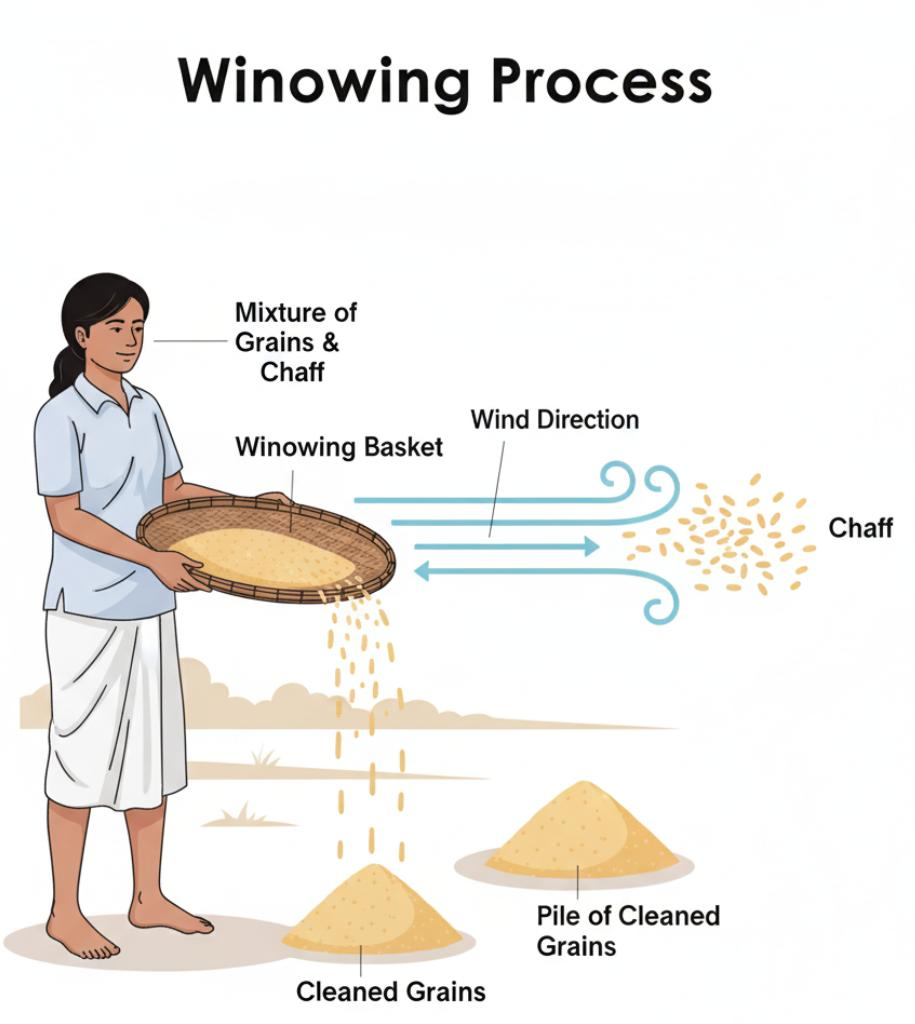 Winowing Process
Mixture of
Grains &
Chaff
Wind Direction
Winowing Basket
Chaff
Pile of Cleaned
Grains
Cleaned Grains